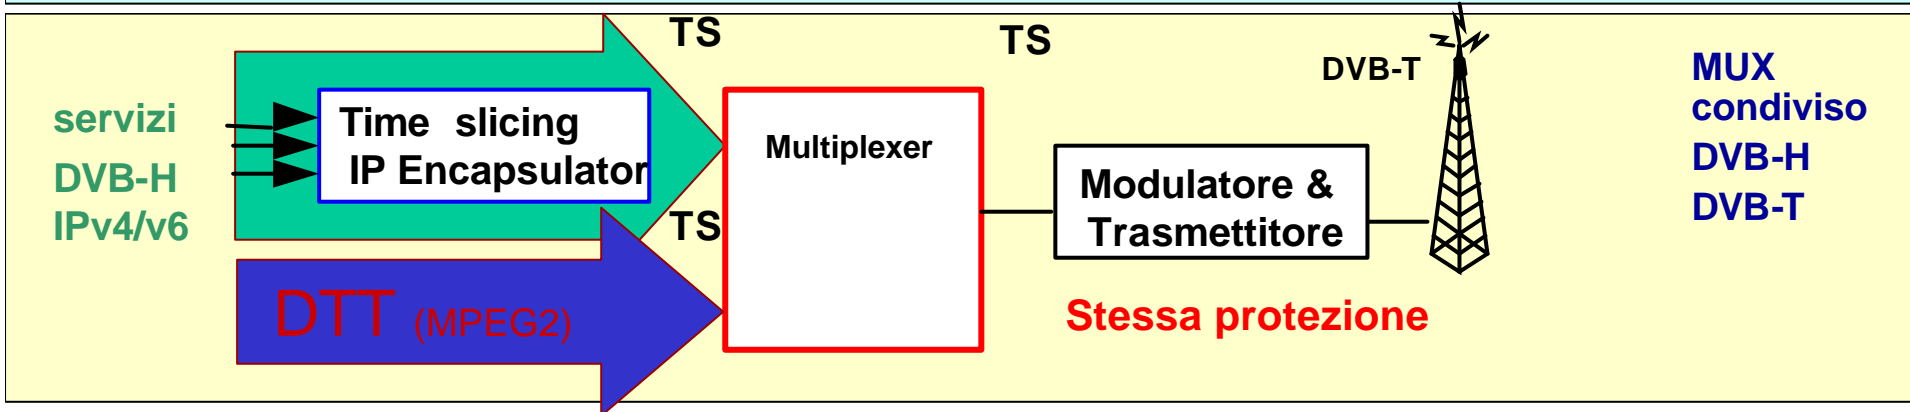 servizi
DVB-H
IPv4/v6
Time slicing
IP Encapsulator
DTT (MPEG2)
TS
TS
Multiplexer
TS
Modulatore &
Trasmettitore
Stessa protezione
DVB-T
MUX
condiviso
DVB-H
DVB-T